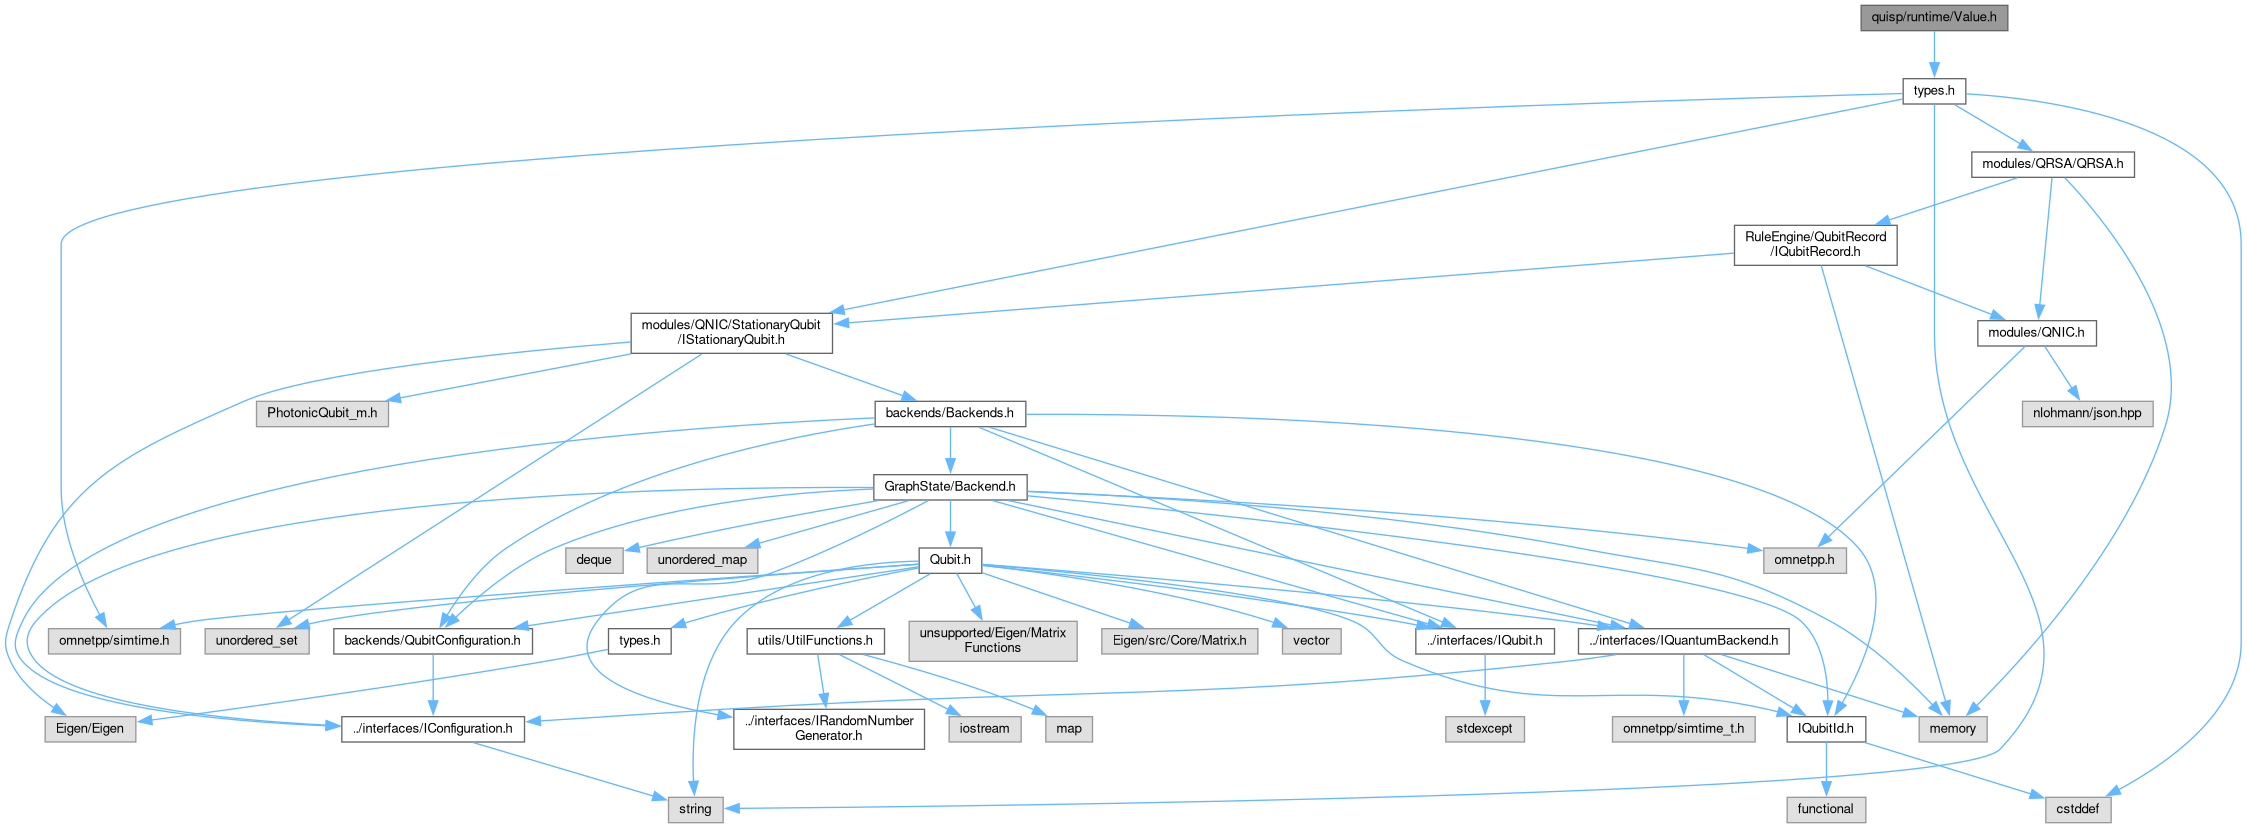 quisp/runtime/Value.h
types.h
modules/QRSA/QRSA.h
RuleEngine/QubitRecord
/IQubitRecord.h
modules/QNIC/StationaryQubit
/IStationaryQubit.h
modules/QNIC.h
PhotonicQubit_m.h
backends/Backends.h
nlohmann/json.hpp
GraphState/Backend.h
deque
unordered_map
Qubit.h
omnetpp.h
omnetpp/simtime.h
unordered_set
backends/QubitConfiguration.h
types.h
utils/UtilFunctions.h
unsupported/Eigen/Matrix
Functions
Eigen/src/Core/Matrix.h
vector
../interfaces/IQubit.h
../interfaces/IQuantumBackend.h
Eigen/Eigen
../interfaces/IConfiguration.h
../interfaces/IRandomNumber
Generator.h
iostream
map
stdexcept
omnetpp/simtime_t.h
IQubitId.h
memory
string
functional
cstddef